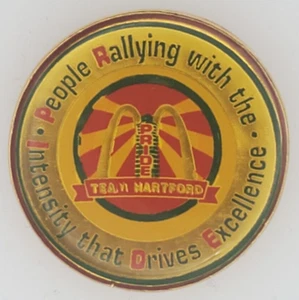 People Rallying with the •
Intensity that Drives Excellence •
PRIDE
TEAM HARTFORD